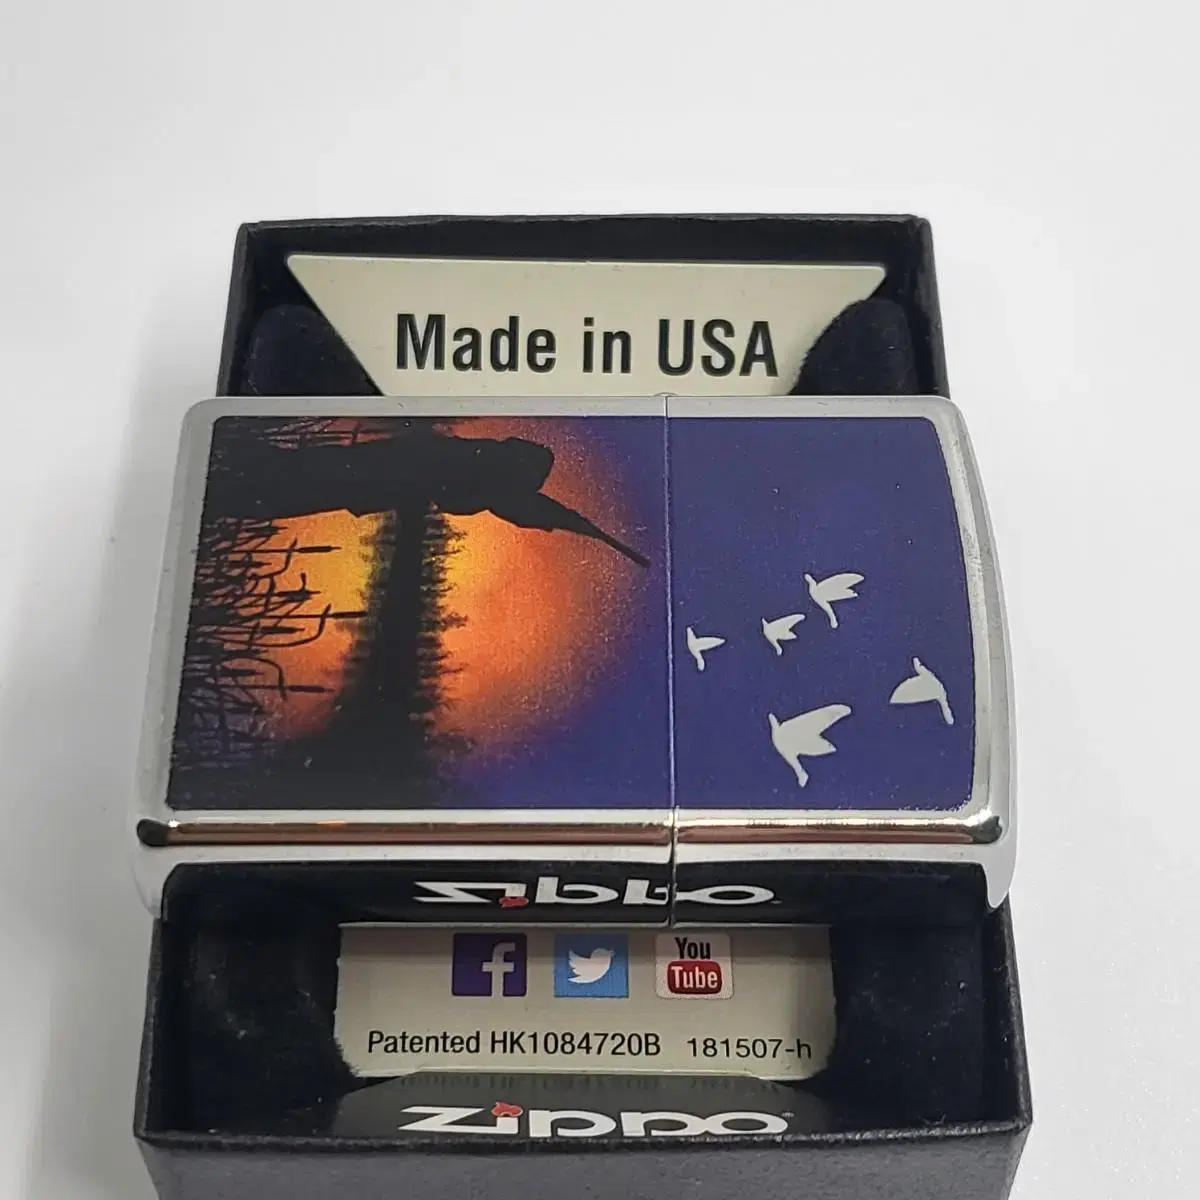 Made in USA
Zippo
You
Tube
Patented HK1084720B 181507-h
Zippo